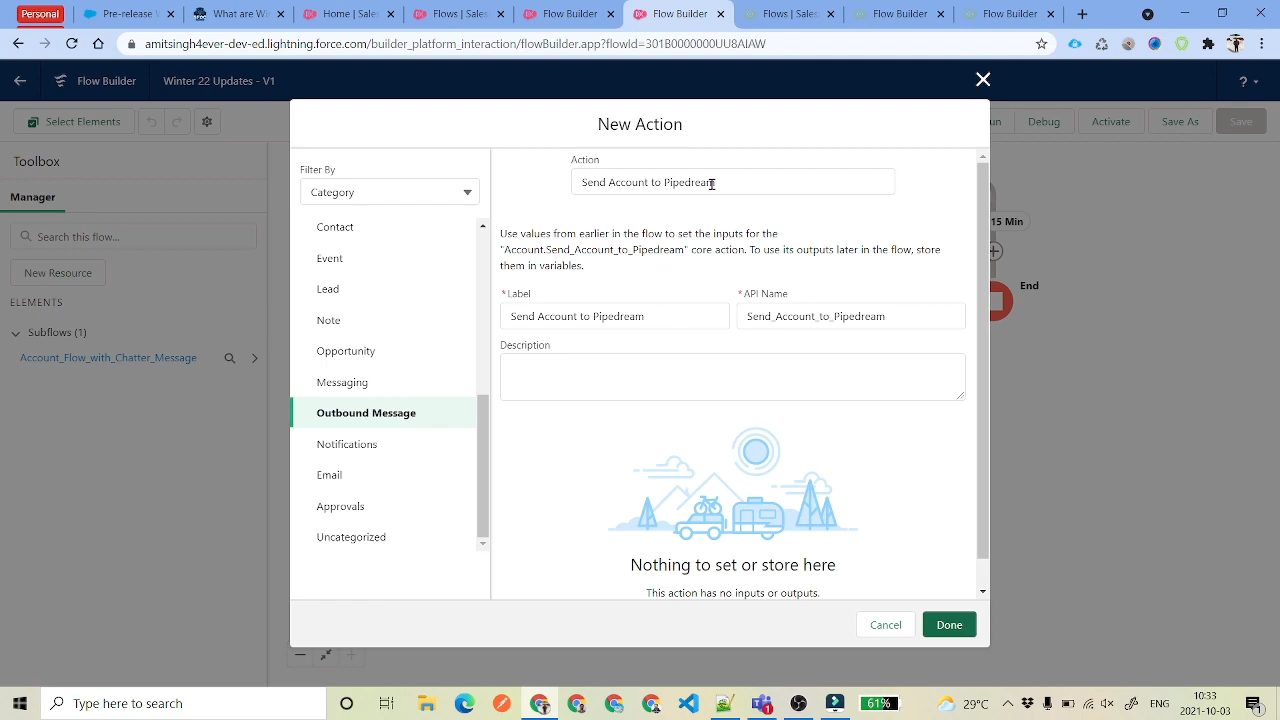 Personal
Pre-release
What are W
Home | Sales
Flow | Sales
Flow Builder
Flow Builder
Flows | Sales
Flow Builder
Flow Builder
amitsingh4ever-dev-ed.lightning.force.com/builder_platform_interaction/flowBuilder.app?flowId=301B0000000UU8AIAW
Flow Builder
Winter 22 Updates - V1
?
Select Elements
New Action
un
Debug
Activate
Save As
Save
Toolbox
Manager
Search this flow...
New Resource
ELEMENTS
Subflows (1)
Account_Flow_with_Chatter_Message
Filter By
Category
Contact
Event
Lead
Note
Opportunity
Messaging
Outbound Message
Notifications
Email
Approvals
Uncategorized
Action
Send Account to Pipedream
Use values from earlier in the flow to set the inputs for the
"Account.Send_Account_to_Pipedream" core action. To use its outputs later in the flow, store
them in variables.
*Label
*API Name
Send Account to Pipedream
Send_Account_to_Pipedream
Description
Nothing to set or store here
This action has no inputs or outputs.
Cancel
Done
15 Min
End
Type here to search
61%
29°C
ENG
10:33
2021-10-03